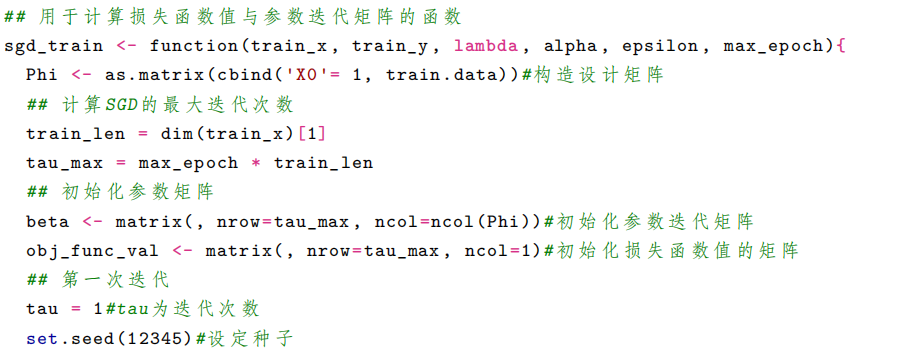 ## 用于计算损失函数值与参数迭代矩阵的函数
sgd_train <- function(train_x, train_y, lambda, alpha, epsilon, max_epoch){
  Phi <- as.matrix(cbind('X0'= 1, train.data))#构造设计矩阵
  ## 计算SGD的最大迭代次数
  train_len = dim(train_x)[1]
  tau_max = max_epoch * train_len
  ## 初始化参数矩阵
  beta <- matrix(, nrow=tau_max, ncol=ncol(Phi))#初始化参数迭代矩阵
  obj_func_val <- matrix(, nrow=tau_max, ncol=1)#初始化损失函数值的矩阵
  ## 第一次迭代
  tau = 1#tau为迭代次数
  set.seed(12345)#设定种子